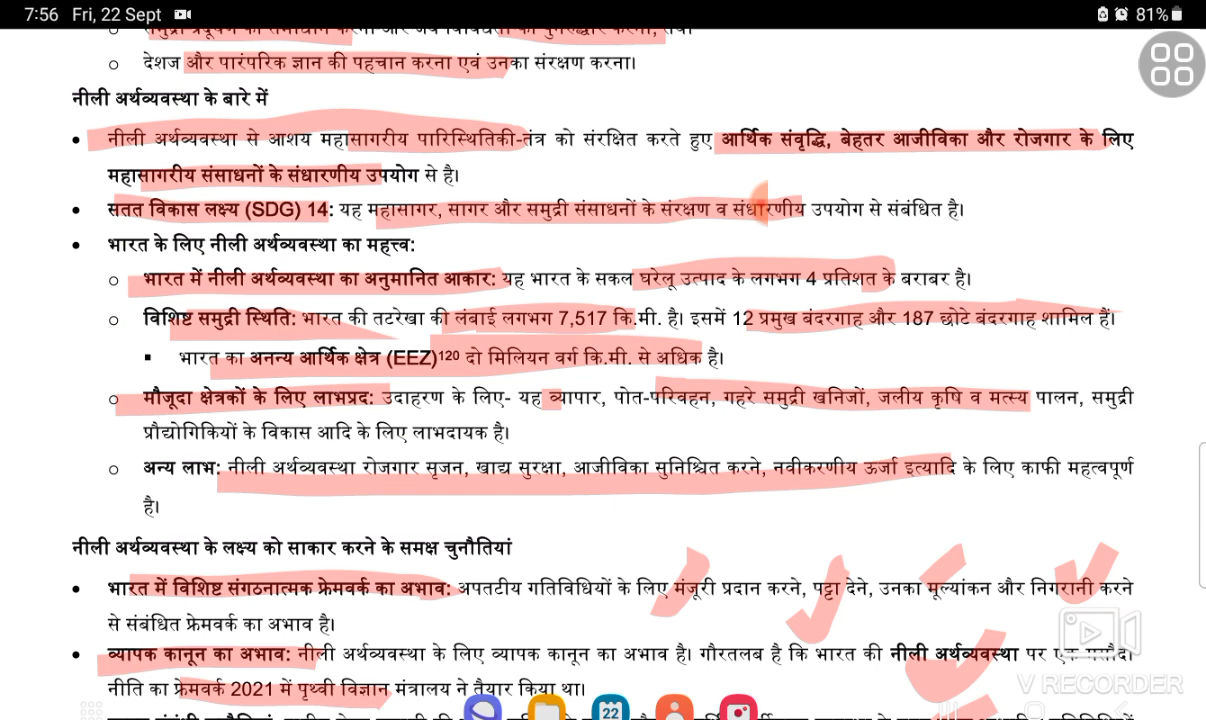 7:56 Fri, 22 Sept 81%
देशज और पारंपरिक ज्ञान की पहचान करना एवं उनका संरक्षण करना।
नीली अर्थव्यवस्था के बारे में
नीली अर्थव्यवस्था से आशय महासागरीय पारिस्थितिकी-तंत्र को संरक्षित करते हुए आर्थिक संवृद्धि, बेहतर आजीविका और रोजगार के लिए
महासागरीय संसाधनों के संधारणीय उपयोग से है।
सतत विकास लक्ष्य (SDG) 14: यह महासागर, सागर और समुद्री संसाधनों के संरक्षण व संधारणीय उपयोग से संबंधित है।
भारत के लिए नीली अर्थव्यवस्था का महत्त्व:
भारत में नीली अर्थव्यवस्था का अनुमानित आकार: यह भारत के सकल घरेलू उत्पाद के लगभग 4 प्रतिशत के बराबर है।
विशिष्ट समुद्री स्थिति: भारत की तटरेखा की लंबाई लगभग 7,517 कि.मी. है। इसमें 12 प्रमुख बंदरगाह और 187 छोटे बंदरगाह शामिल हैं।
भारत का अनन्य आर्थिक क्षेत्र (EEZ)120 दो मिलियन वर्ग कि.मी. से अधिक है।
मौजूदा क्षेत्रकों के लिए लाभप्रद: उदाहरण के लिए- यह व्यापार, पोत-परिवहन, गहरे समुद्री खनिजों, जलीय कृषि व मत्स्य पालन, समुद्री
प्रौद्योगिकियों के विकास आदि के लिए लाभदायक है।
अन्य लाभ: नीली अर्थव्यवस्था रोजगार सृजन, खाद्य सुरक्षा, आजीविका सुनिश्चित करने, नवीकरणीय ऊर्जा इत्यादि के लिए काफी महत्वपूर्ण
है।
नीली अर्थव्यवस्था के लक्ष्य को साकार करने के समक्ष चुनौतियां
भारत में विशिष्ट संगठनात्मक फ्रेमवर्क का अभाव: अपतटीय गतिविधियों के लिए मंजूरी प्रदान करने, पट्टा देने, उनका मूल्यांकन और निगरानी करने
से संबंधित फ्रेमवर्क का अभाव है।
व्यापक कानून का अभाव: नीली अर्थव्यवस्था के लिए व्यापक कानून का अभाव है। गौरतलब है कि भारत की नीली अर्थव्यवस्था पर एक
नीति का फ्रेमवर्क 2021 में पृथ्वी विज्ञान मंत्रालय ने तैयार किया था।
V RECORDER
22